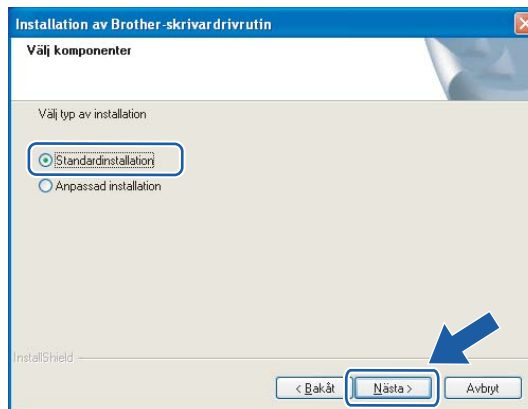 Installation av Brother-skrivardrivrutin
Välj komponenter
Välj typ av installation
Standardinstallation
Anpassad installation
InstallShield
< Bakåt
Nästa >
Avbryt